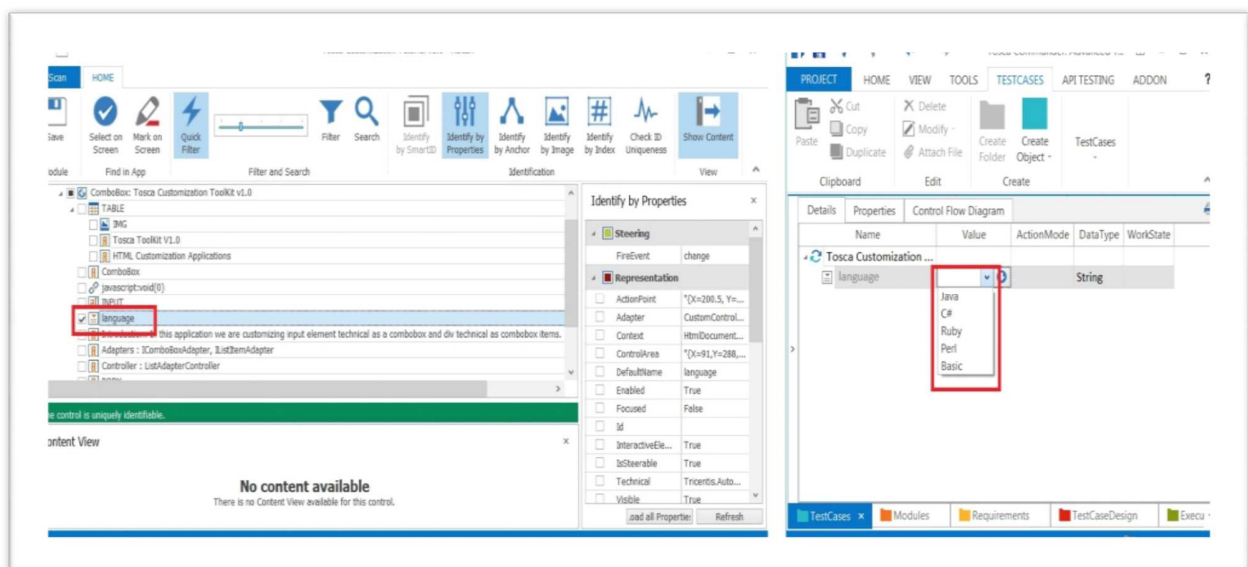 Scan HOME
Save
Select on Screen
Mark on Screen
Quick Filter
Filter
Search
Identify by SmartID
Identify by Properties
Identify by Anchor
Identify by Image
Identify by Index
Check ID Uniqueness
Show Content
Find in App
Filter and Search
Identification
View
ComboBox: Tosca Customization ToolKit v1.0
TABLE
IMG
Tosca Toolkit V1.0
HTML Customization Applications
ComboBox
javascript:void(0)
INPUT
language
this application we are customizing input element technical as a combobox and div technical as combobox items.
Adapters : IComboBoxAdapter, IListItemAdapter
Controller : ListAdapterController
control is uniquely identifiable.
View
No content available
There is no Content View available for this control.
Identify by Properties
Steering
FireEvent change
Representation
ActionPoint "{X=200.5, Y=...
Adapter CustomControl...
Context HtmlDocument...
ControlArea "{X=91,Y=288,...
DefaultName language
Enabled True
Focused False
Id
InteractiveEle... True
IsSteerable True
Technical Tricentis.Auto...
Visible True
oad all Propertie Refresh
PROJECT HOME VIEW TOOLS TESTCASES API TESTING ADDON ?
Paste
Cut
Copy
Duplicate
Delete
Modify
Attach File
Create Folder
Create Object
TestCases
Clipboard
Edit
Create
Details Properties Control Flow Diagram
Name Value ActionMode DataType WorkState
Tosca Customization ...
language String
Java
C#
Ruby
Perl
Basic
TestCases x Modules Requirements TestCaseDesign Execu